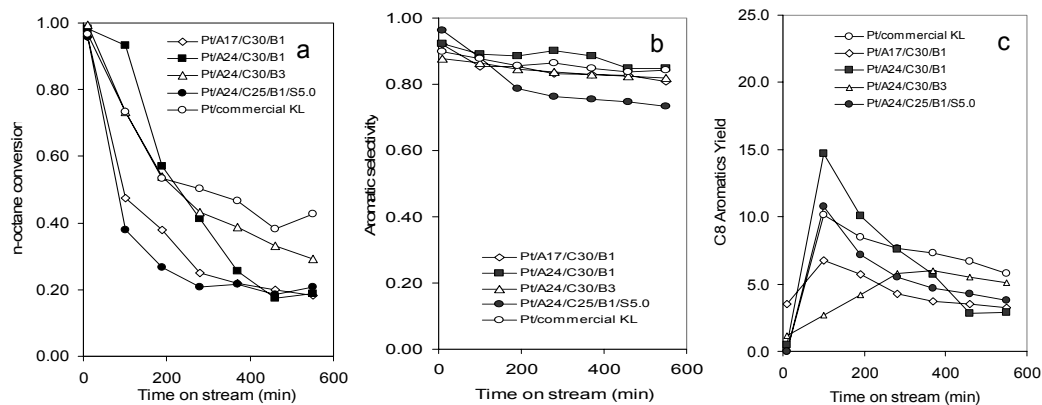 1.00
0.80
0.60
0.40
0.20
0.00
n-octane conversion
a
Pt/A17/C30/B1
Pt/A24/C30/B1
Pt/A24/C30/B3
Pt/A24/C25/B1/S5.0
Pt/commercial KL
0 200 400 600
Time on stream (min)
1.00
0.80
0.60
0.40
0.20
0.00
Aromatic selectivity
b
Pt/A17/C30/B1
Pt/A24/C30/B1
Pt/A24/C30/B3
Pt/A24/C25/B1/S5.0
Pt/commercial KL
0 200 400 600
Time on stream (min)
25.0
20.0
15.0
10.0
5.0
0.0
C8 Aromatics Yield
c
Pt/commercial KL
Pt/A17/C30/B1
Pt/A24/C30/B1
Pt/A24/C30/B3
Pt/A24/C25/B1/S5.0
0 200 400 600
Time on stream (min)